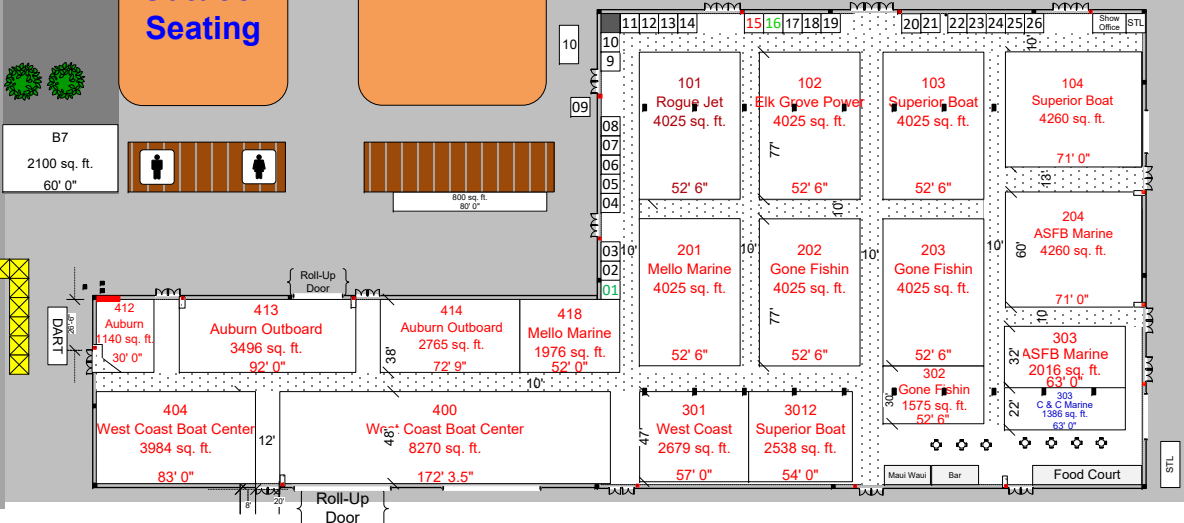 Seating
B7
2100 sq. ft.
60' 0"
800 sq. ft.
80' 0"
10
09
11 12 13 14
15 16 17 18 19
20 21
22 23 24 25 26
Show
Office
STL
10
9
08
07
06
05
04
03
02
01
101
Rogue Jet
4025 sq. ft.
52' 6"
102
Elk Grove Power
4025 sq. ft.
77'
52' 6"
103
Superior Boat
4025 sq. ft.
52' 6"
10'
104
Superior Boat
4260 sq. ft.
71' 0"
13'
10'
10'
201
Mello Marine
4025 sq. ft.
52' 6"
10'
202
Gone Fishin
4025 sq. ft.
77'
52' 6"
10'
203
Gone Fishin
4025 sq. ft.
52' 6"
10'
204
ASFB Marine
4260 sq. ft.
60'
71' 0"
10
302
Gone Fishin
1575 sq. ft.
30'
52' 6"
303
ASFB Marine
2016 sq. ft.
32'
63' 0"
303
C & C Marine
1386 sq. ft.
22'
63' 0"
Roll-Up
Door
DART
26'-6"
412
Auburn
1140 sq. ft.
30' 0"
413
Auburn Outboard
3496 sq. ft.
92' 0"
414
Auburn Outboard
2765 sq. ft.
38'
72' 9"
418
Mello Marine
1976 sq. ft.
52' 0"
10'
404
West Coast Boat Center
3984 sq. ft.
83' 0"
12'
400
West Coast Boat Center
8270 sq. ft.
48'
172' 3.5"
301
West Coast
2679 sq. ft.
47'
57' 0"
3012
Superior Boat
2538 sq. ft.
54' 0"
Maui Waui
Bar
Food Court
STL
8'
20'
Roll-Up
Door